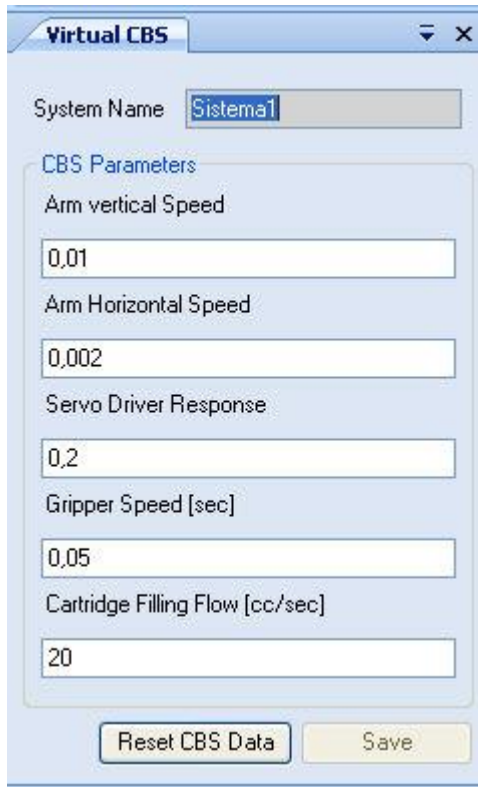 Virtual CBS
System Name Sistema1
CBS Parameters
Arm vertical Speed
0,01
Arm Horizontal Speed
0,002
Servo Driver Response
0,2
Gripper Speed [sec]
0,05
Cartridge Filling Flow [cc/sec]
20
Reset CBS Data Save